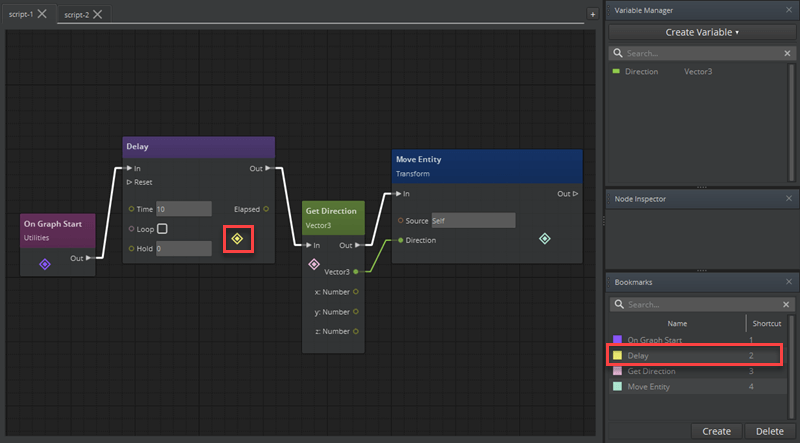 script-1
script-2
On Graph Start
Utilities
Out
Delay
In
Out
Reset
Time
10
Elapsed
Loop
Hold
0
Get Direction
Vector3
In
Out
Vector3
x: Number
y: Number
z: Number
Move Entity
Transform
In
Out
Source
Self
Direction
Variable Manager
Create Variable
Search...
Direction Vector3
Node Inspector
Bookmarks
Search...
Name Shortcut
On Graph Start 1
Delay 2
Get Direction 3
Move Entity 4
Create Delete